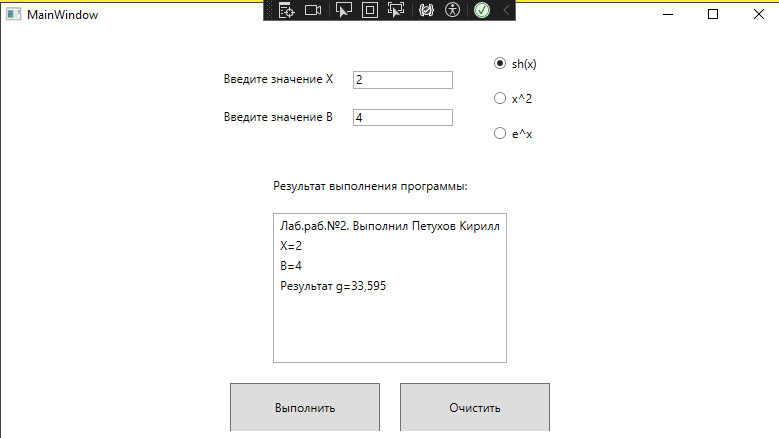 MainWindow
Введите значение X
2
sh(x)
x^2
Введите значение B
4
e^x
Результат выполнения программы:
Лаб.раб.№2. Выполнил Петухов Кирилл
X=2
B=4
Результат g=33,595
Выполнить
Очистить